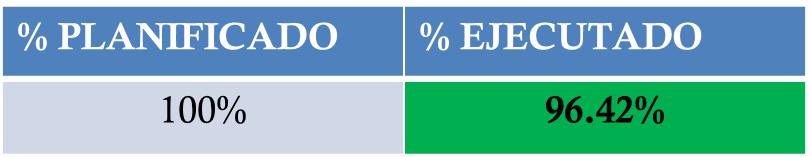 % PLANIFICADO % EJECUTADO
100% 96.42%